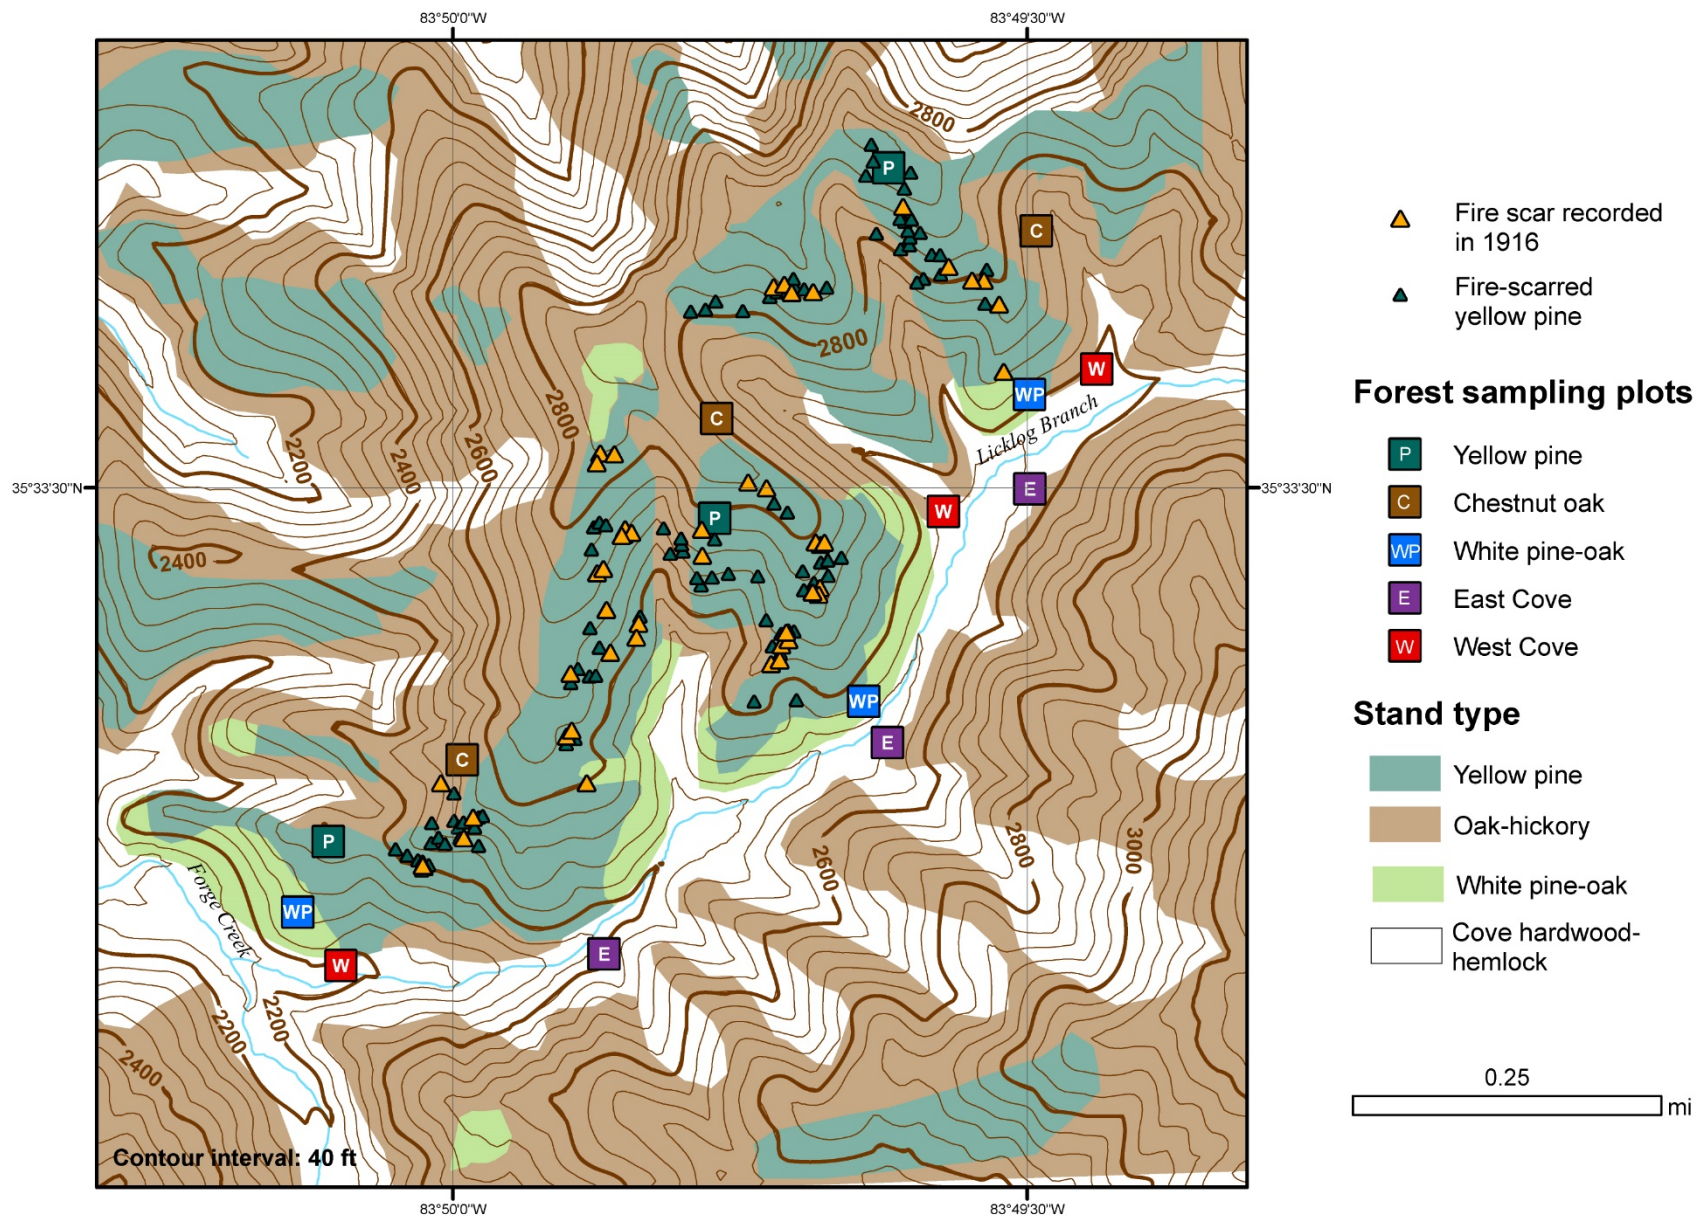 83°50'0"W
83°49'30"W
2800
P
C
2800
W
WP
Licklog Branch
2800
C
2200
2400
2600
35°33'30"N
35°33'30"N
E
W
P
2400
WP
E
C
P
2600
2800
3000
Forge Creek
WP
W
E
2200
2200
2400
Contour interval: 40 ft
83°50'0"W
83°49'30"W
Fire scar recorded
in 1916
Fire-scarred
yellow pine
Forest sampling plots
P Yellow pine
C Chestnut oak
WP White pine-oak
E East Cove
W West Cove
Stand type
Yellow pine
Oak-hickory
White pine-oak
Cove hardwood-
hemlock
0.25
mi